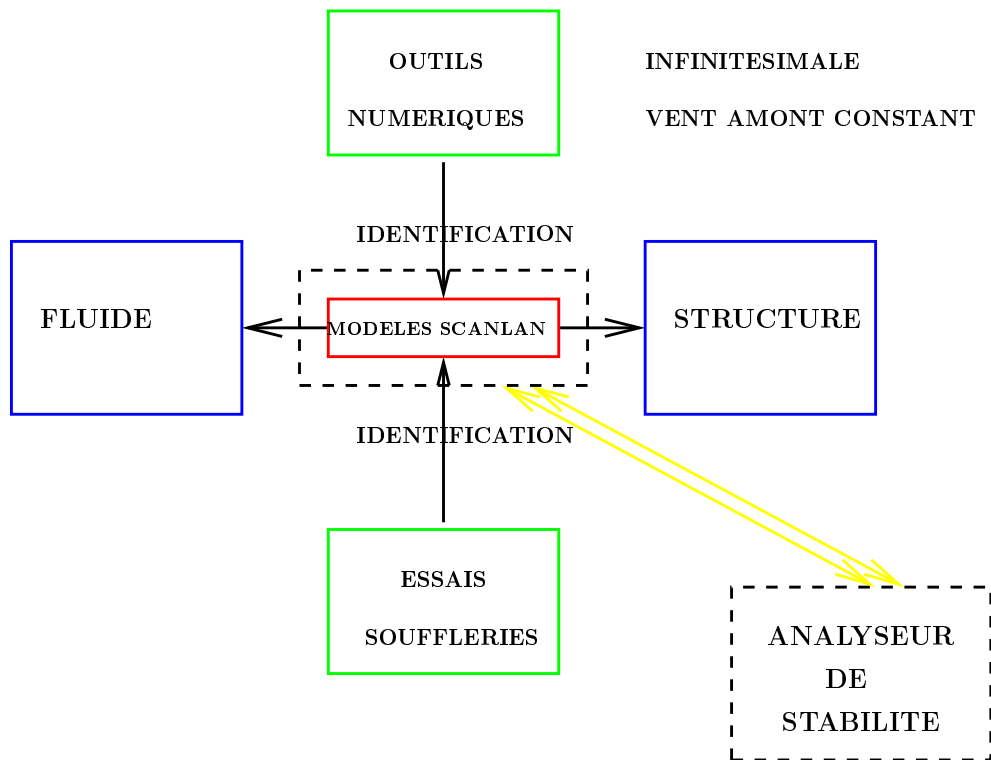 OUTILS
NUMERIQUES
INFINITESIMALE
VENT AMONT CONSTANT
IDENTIFICATION
FLUIDE
MODELES SCANLAN
STRUCTURE
IDENTIFICATION
ESSAIS
SOUFFLERIES
ANALYSEUR
DE
STABILITE